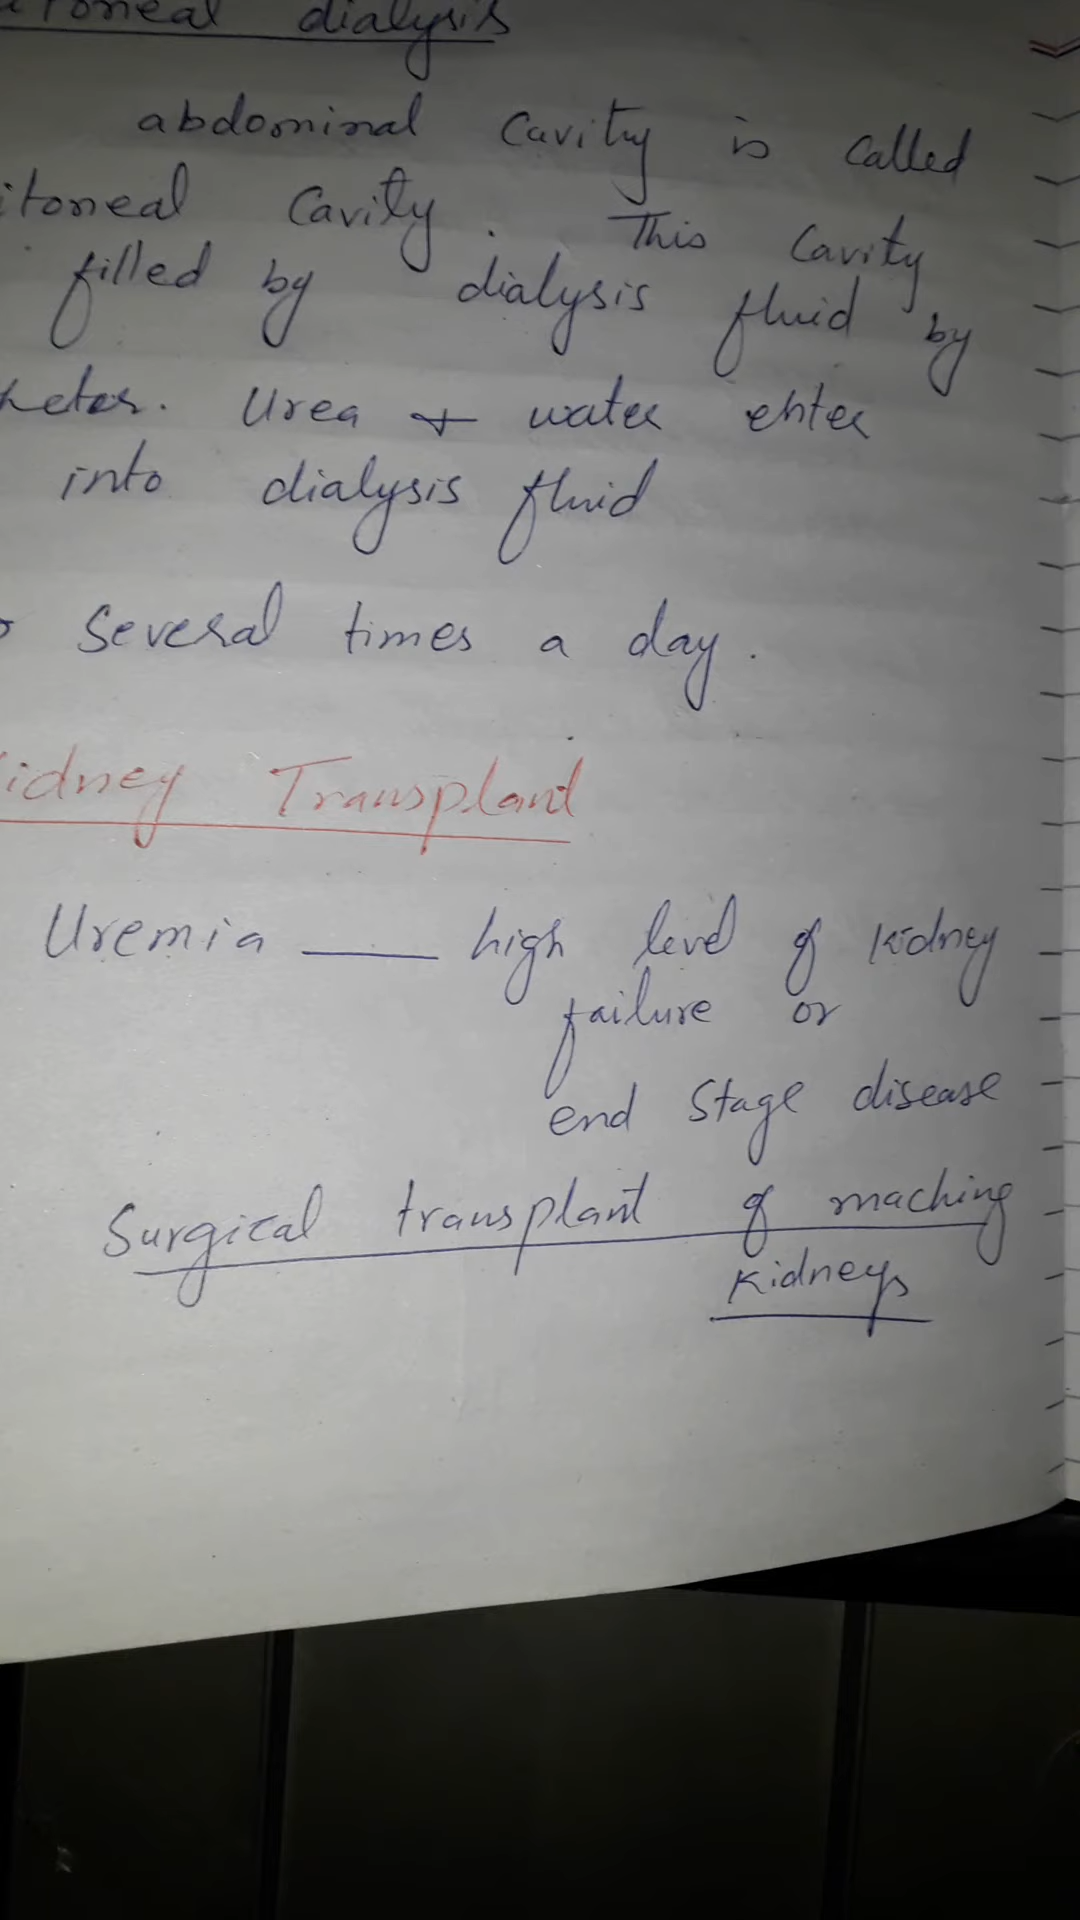 dialysis
abdominal cavity is called
itoneal Cavity. This Cavity
filled by dialysis fluid by
heter. Urea + water enter
into dialysis fluid
several times a day.
idney Transplant
Uremia — high level of kidney
failure or
end stage disease
Surgical transplant of maching
Kidneys